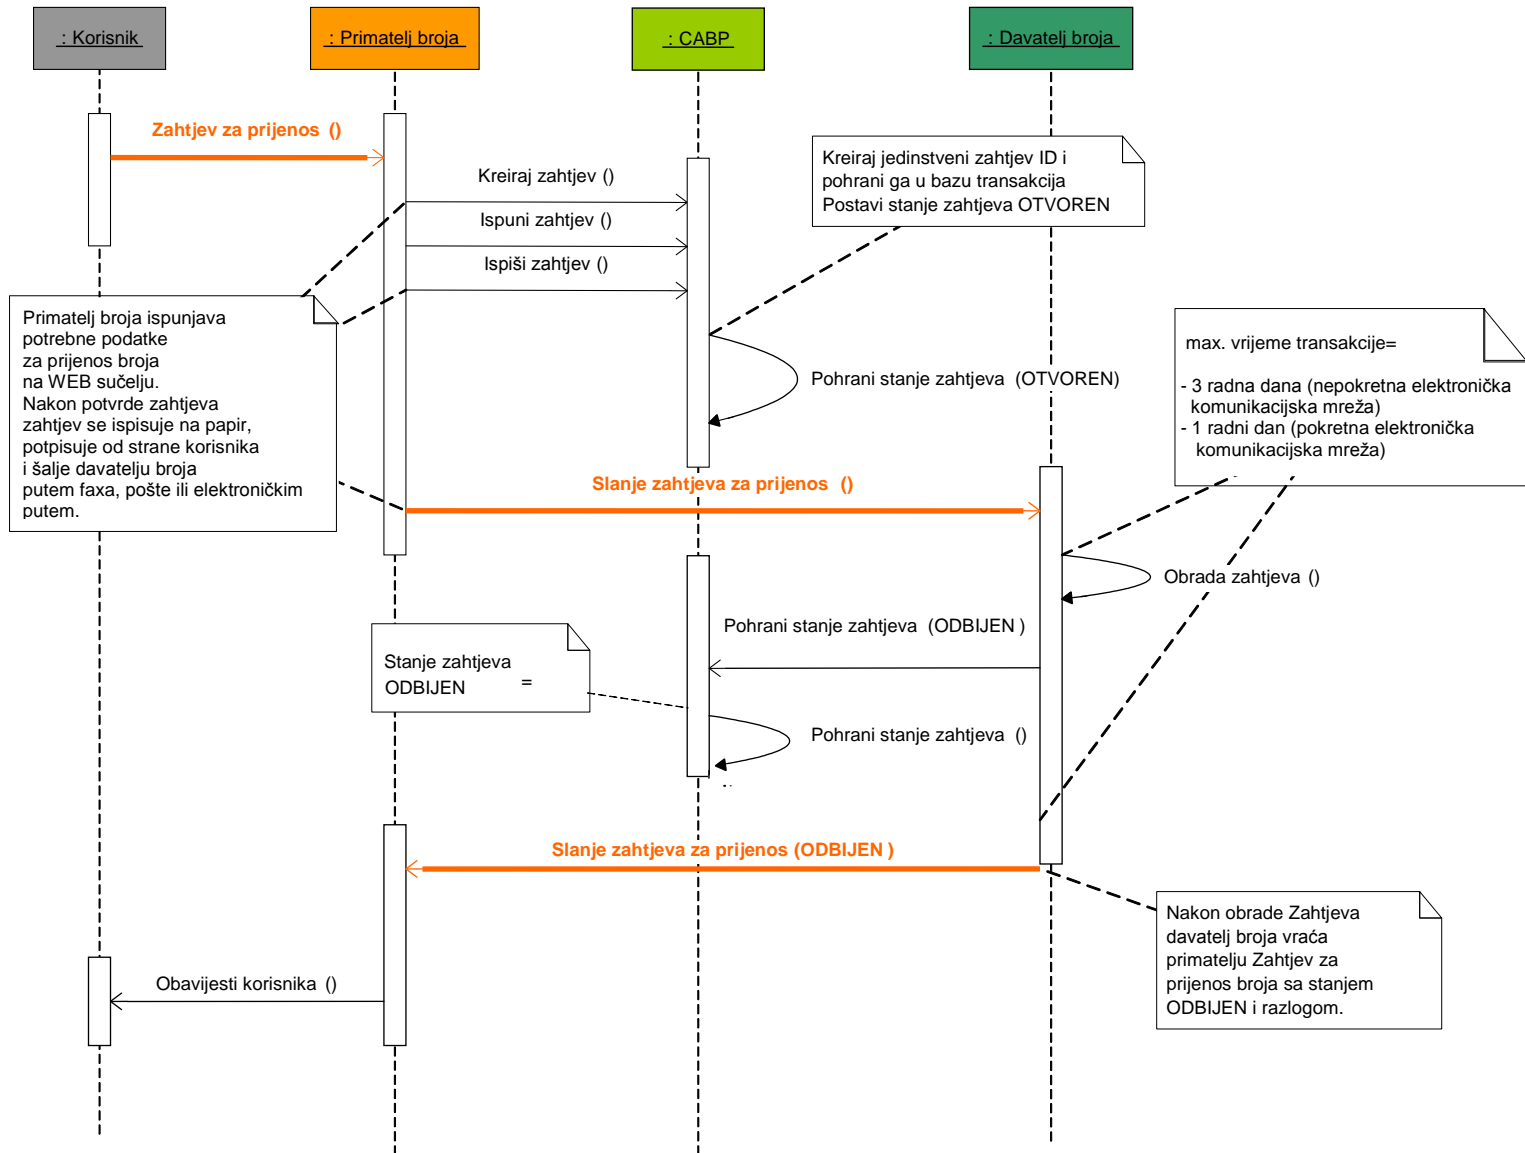 : Korisnik
: Primatelj broja
: CABP
: Davatelj broja
Zahtjev za prijenos ()
Kreiraj zahtjev ()
Ispuni zahtjev ()
Ispiši zahtjev ()
Kreiraj jedinstveni zahtjev ID i
pohrani ga u bazu transakcija
Postavi stanje zahtjeva OTVOREN
Primatelj broja ispunjava
potrebne podatke
za prijenos broja
na WEB sučelju.
Nakon potvrde zahtjeva
zahtjev se ispisuje na papir,
potpisuje od strane korisnika
i šalje davatelju broja
putem faxa, pošte ili elektroničkim
putem.
Pohrani stanje zahtjeva (OTVOREN)
max. vrijeme transakcije=
- 3 radna dana (nepokretna elektronička
komunikacijska mreža)
- 1 radni dan (pokretna elektronička
komunikacijska mreža)
Slanje zahtjeva za prijenos ()
Obrada zahtjeva ()
Pohrani stanje zahtjeva (ODBIJEN )
Stanje zahtjeva
ODBIJEN =
Pohrani stanje zahtjeva ()
Slanje zahtjeva za prijenos (ODBIJEN )
Nakon obrade Zahtjeva
davatelj broja vraća
primatelju Zahtjev za
prijenos broja sa stanjem
ODBIJEN i razlogom.
Obavijesti korisnika ()